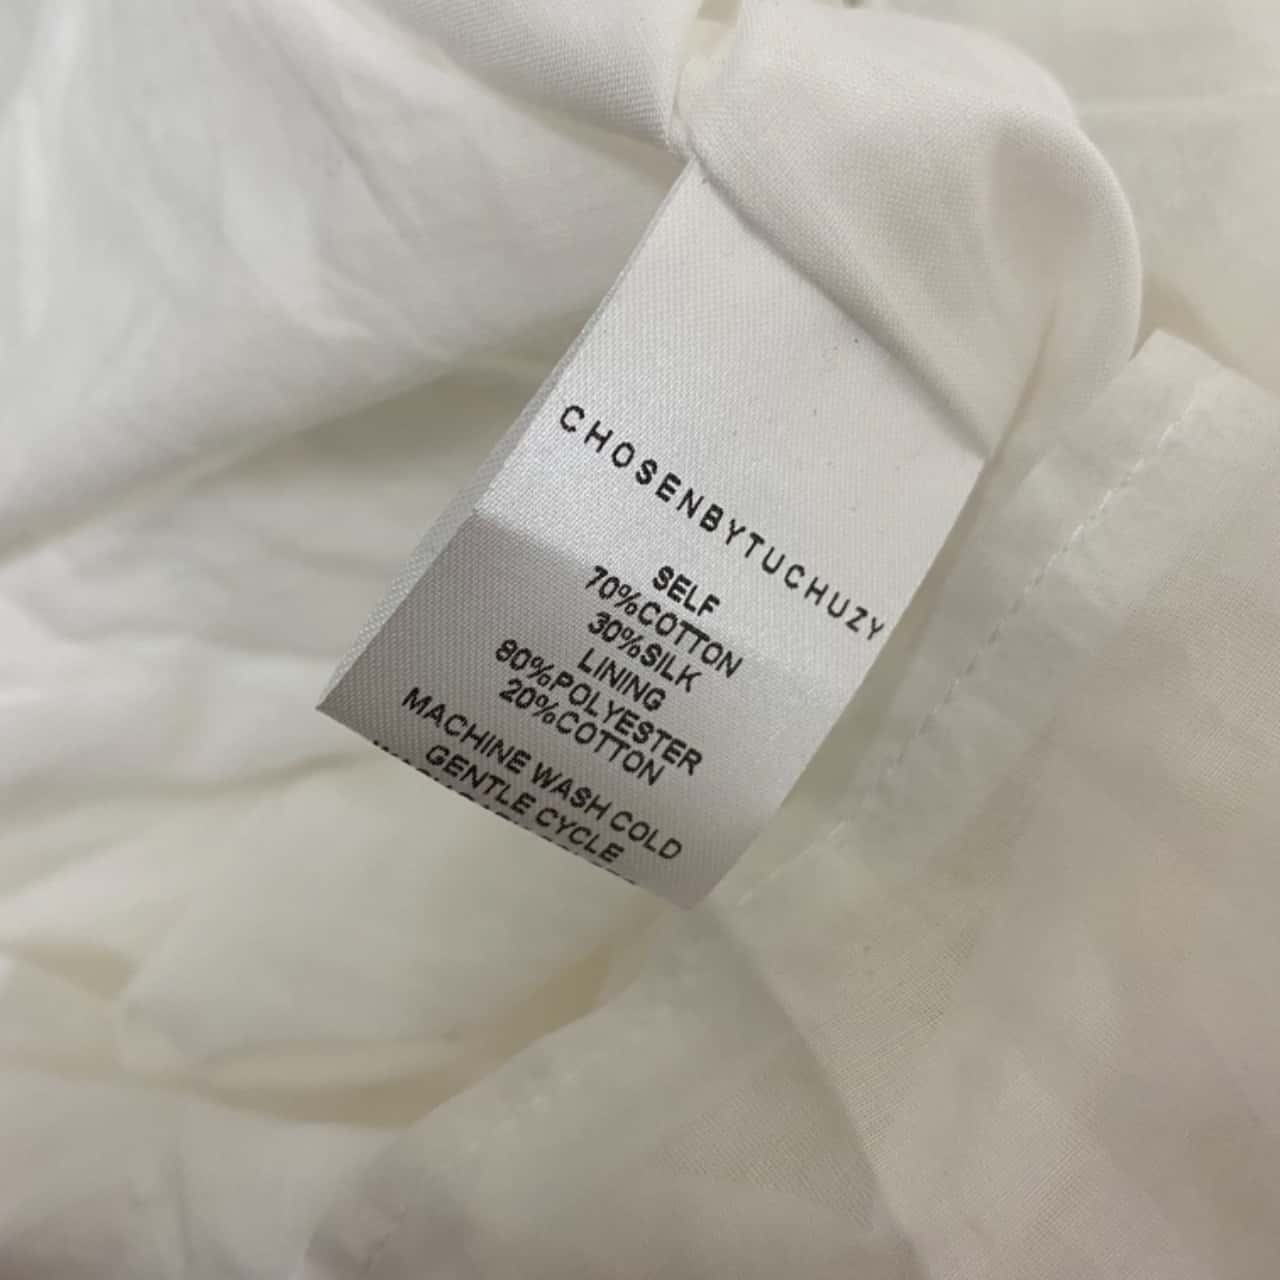 CHOSENBYTUCHUZY
SELF
70%COTTON
30%SILK
LINING
80%POLYESTER
20%COTTON
MACHINE WASH COLD
GENTLE CYCLE